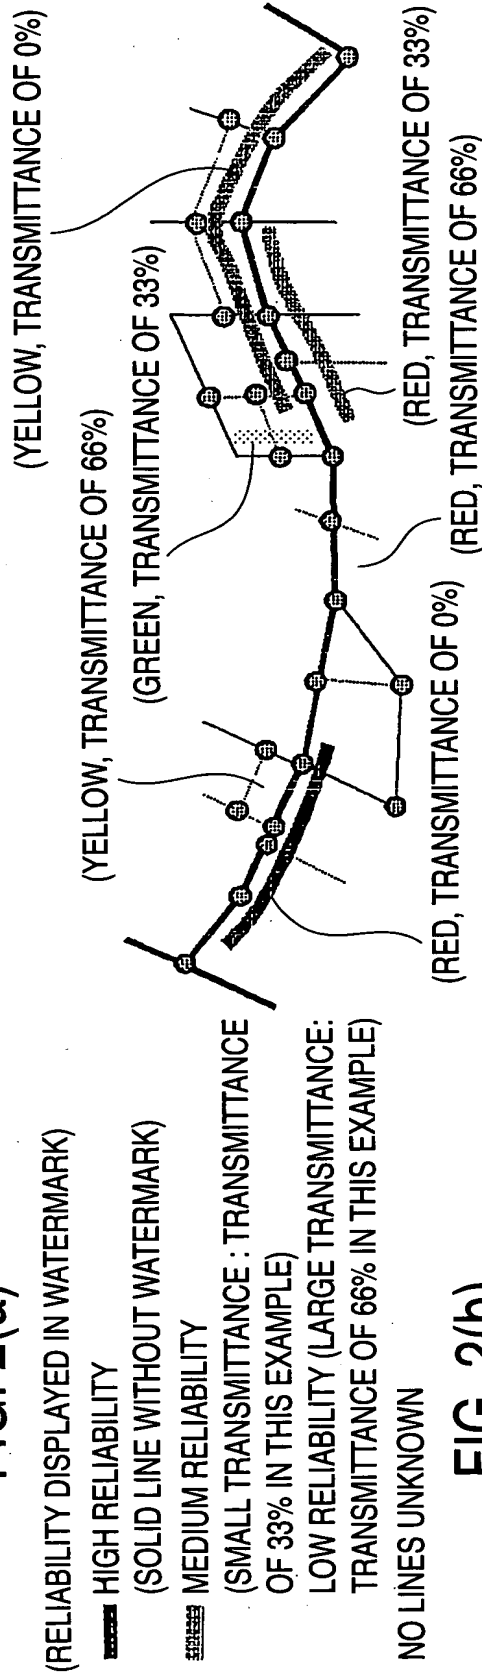 FIG. 2(a)
(RELIABILITY DISPLAYED IN WATERMARK)
HIGH RELIABILITY
(SOLID LINE WITHOUT WATERMARK)
MEDIUM RELIABILITY
(SMALL TRANSMITTANCE : TRANSMITTANCE
OF 33% IN THIS EXAMPLE)
LOW RELIABILITY (LARGE TRANSMITTANCE:
TRANSMITTANCE OF 66% IN THIS EXAMPLE)
NO LINES UNKNOWN
(YELLOW, TRANSMITTANCE OF 0%)
(YELLOW, TRANSMITTANCE OF 66%)
(GREEN, TRANSMITTANCE OF 33%)
(RED, TRANSMITTANCE OF 33%)
(RED, TRANSMITTANCE OF 66%)
(RED, TRANSMITTANCE OF 0%)
FIG. 2(b)